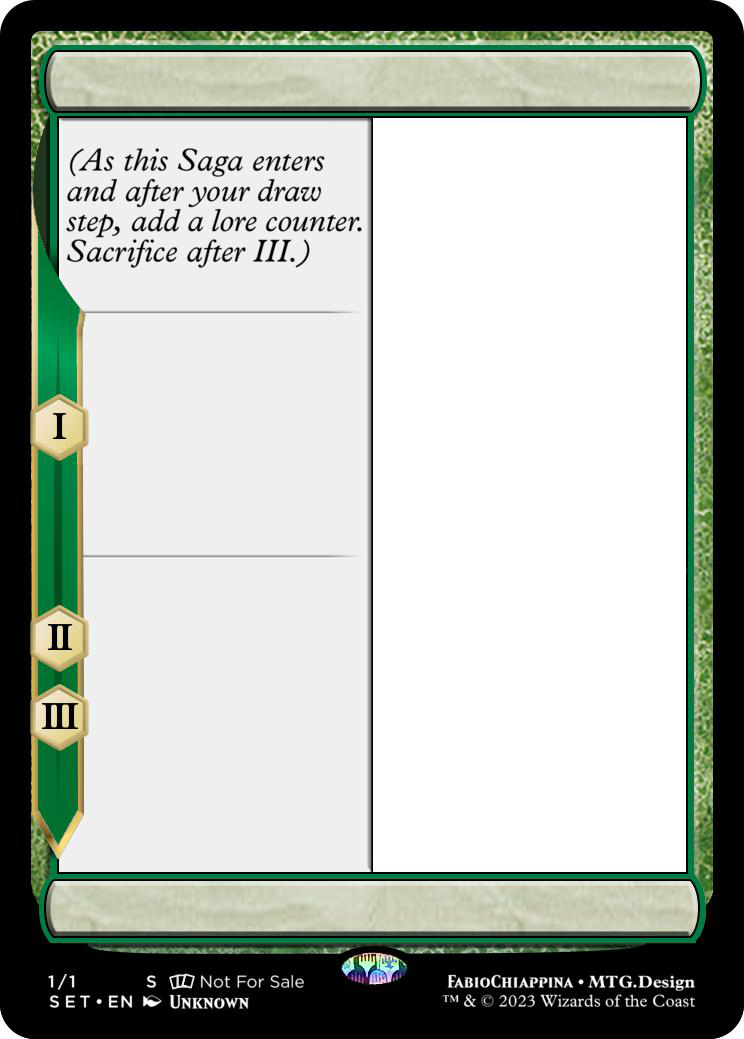 (As this Saga enters
and after your draw
step, add a lore counter.
Sacrifice after III.)
I
II
III
1/1 S Not For Sale
SET • EN Unknown
FabioChiappina • MTG.Design
™ & © 2023 Wizards of the Coast